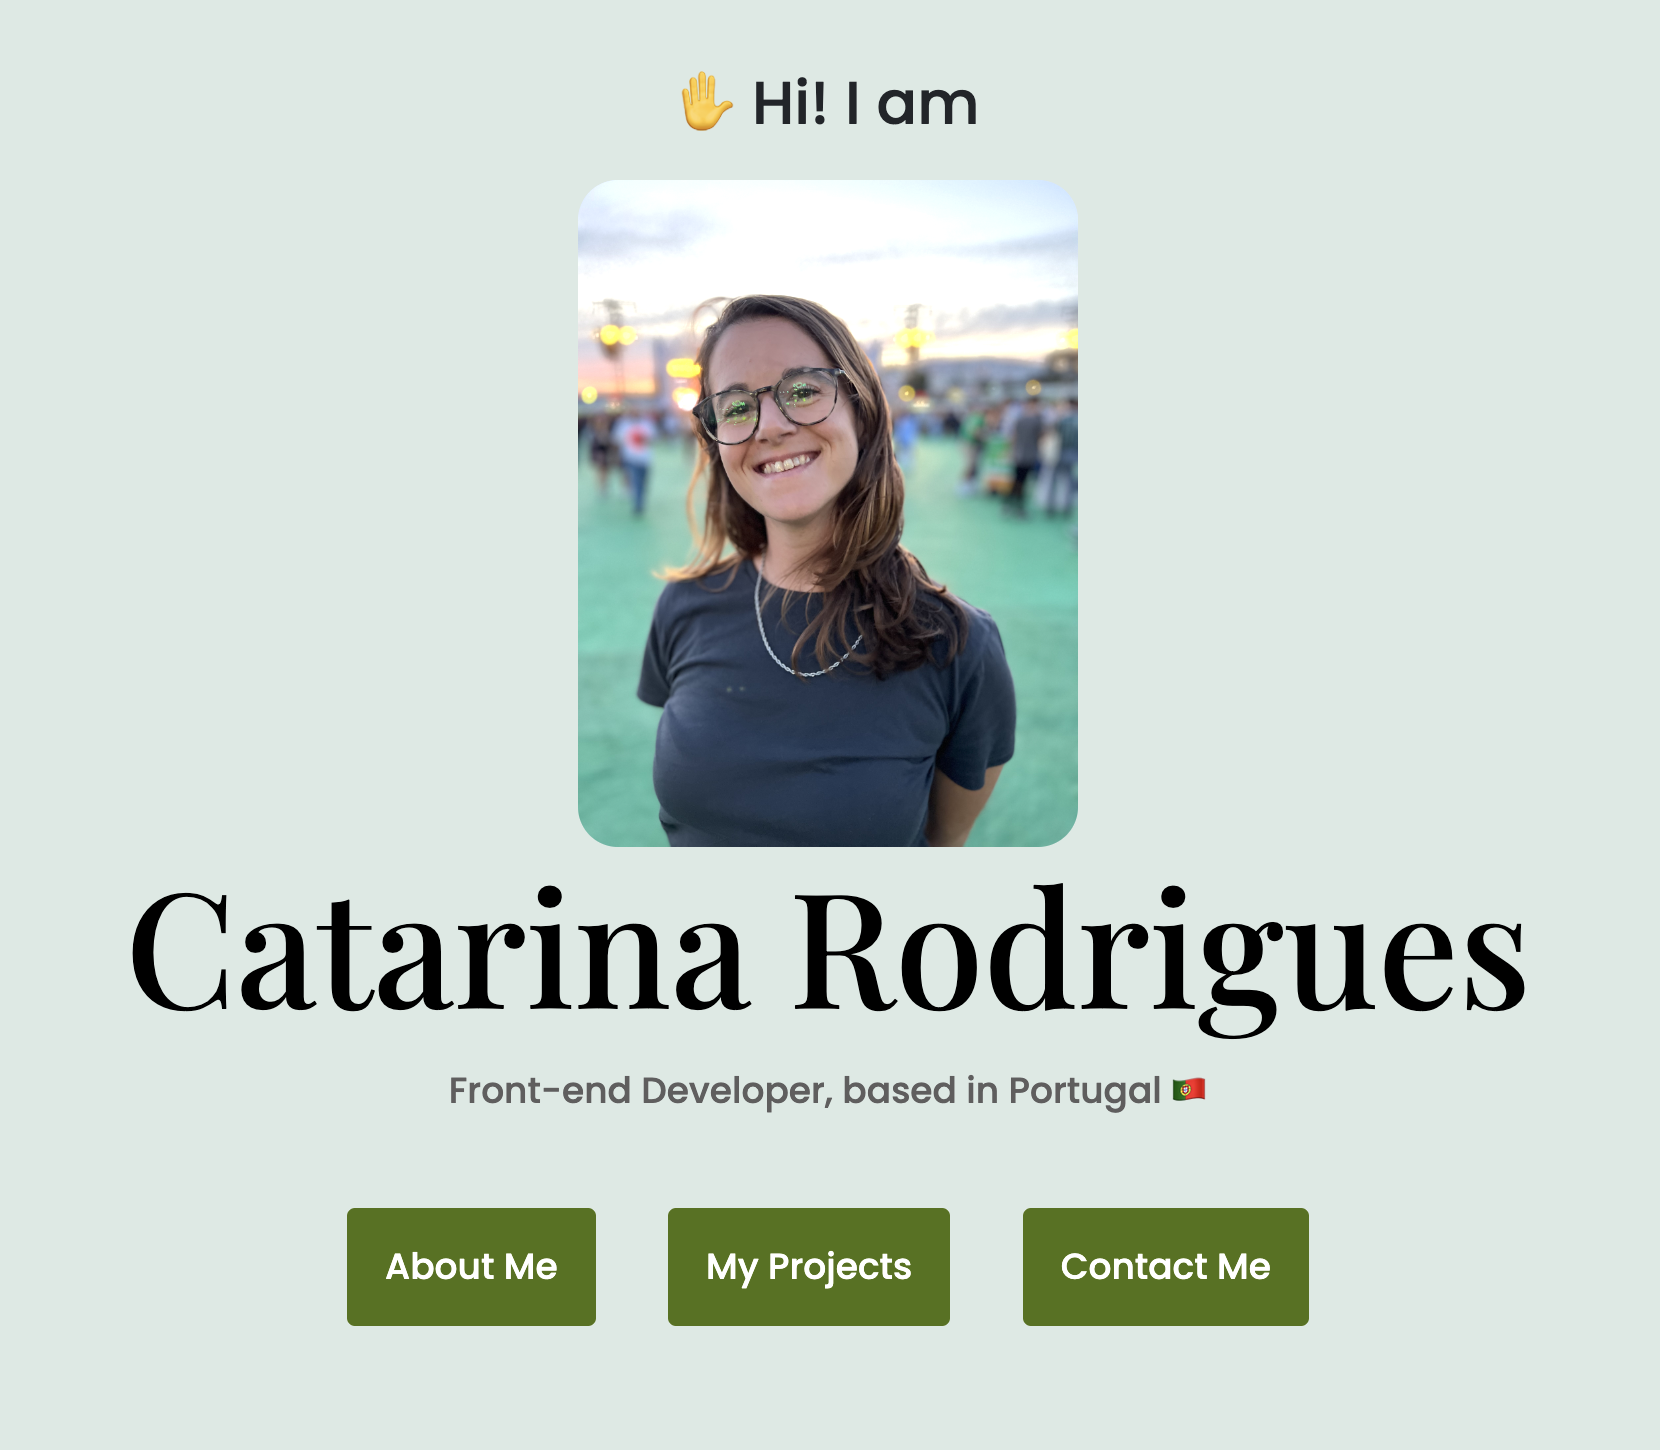 🖐️ Hi! I am
Catarina Rodrigues
Front-end Developer, based in Portugal 🇵🇹
About Me
My Projects
Contact Me